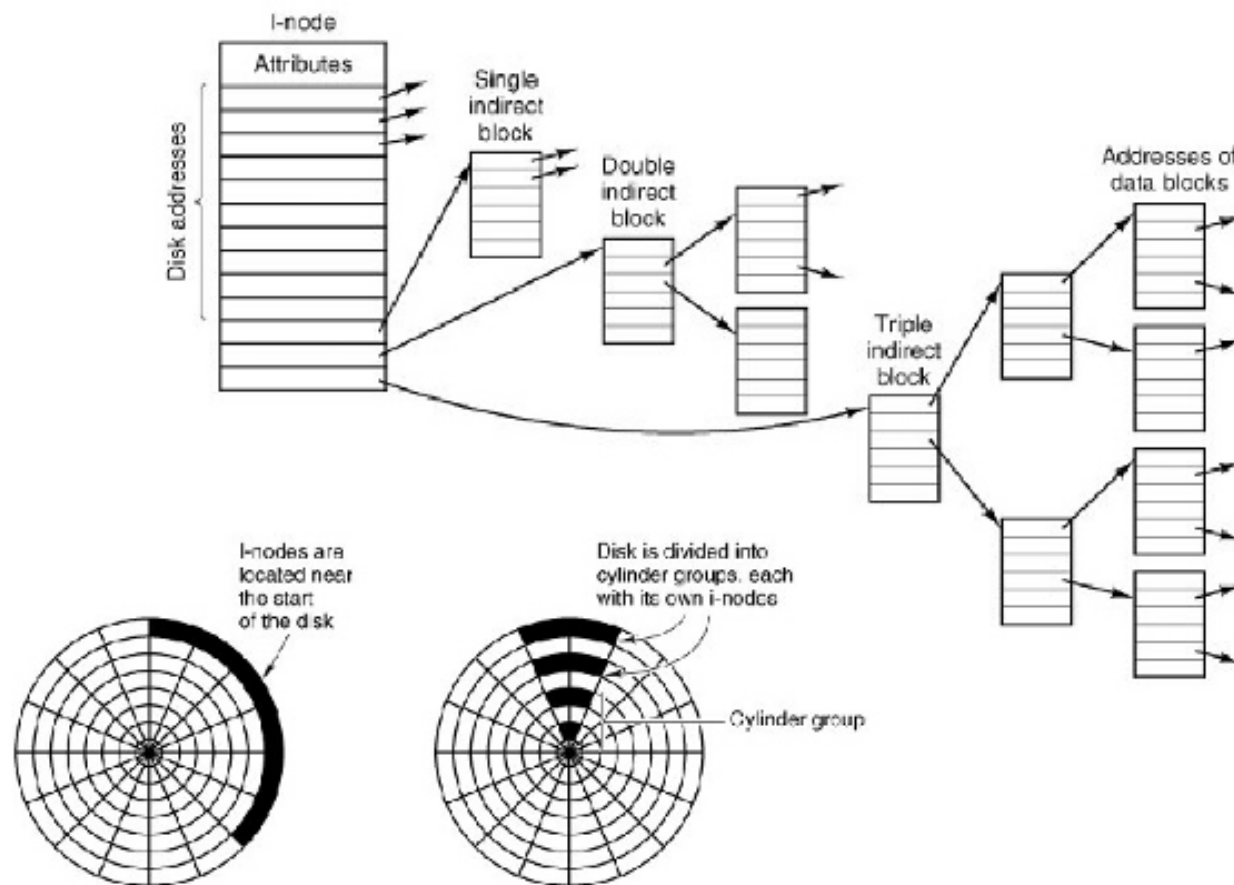 I-node
Attributes
Disk addresses
Single
indirect
block
Double
indirect
block
Addresses of
data blocks
Triple
indirect
block
I-nodes are
located near
the start
of the disk
Disk is divided into
cylinder groups, each
with its own i-nodes
Cylinder group